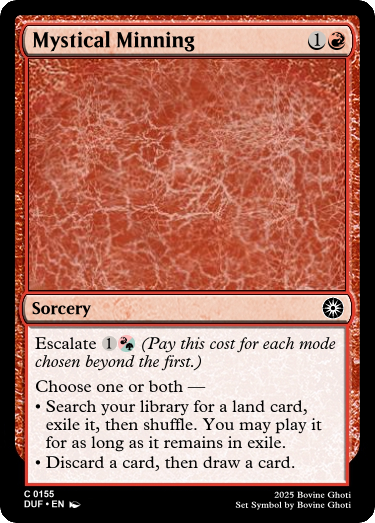 Mystical Minning 1
Sorcery
Escalate 1 (Pay this cost for each mode
chosen beyond the first.)
Choose one or both —
• Search your library for a land card,
exile it, then shuffle. You may play it
for as long as it remains in exile.
• Discard a card, then draw a card.
C 0155
DUF • EN
2025 Bovine Ghoti
Set Symbol by Bovine Ghoti